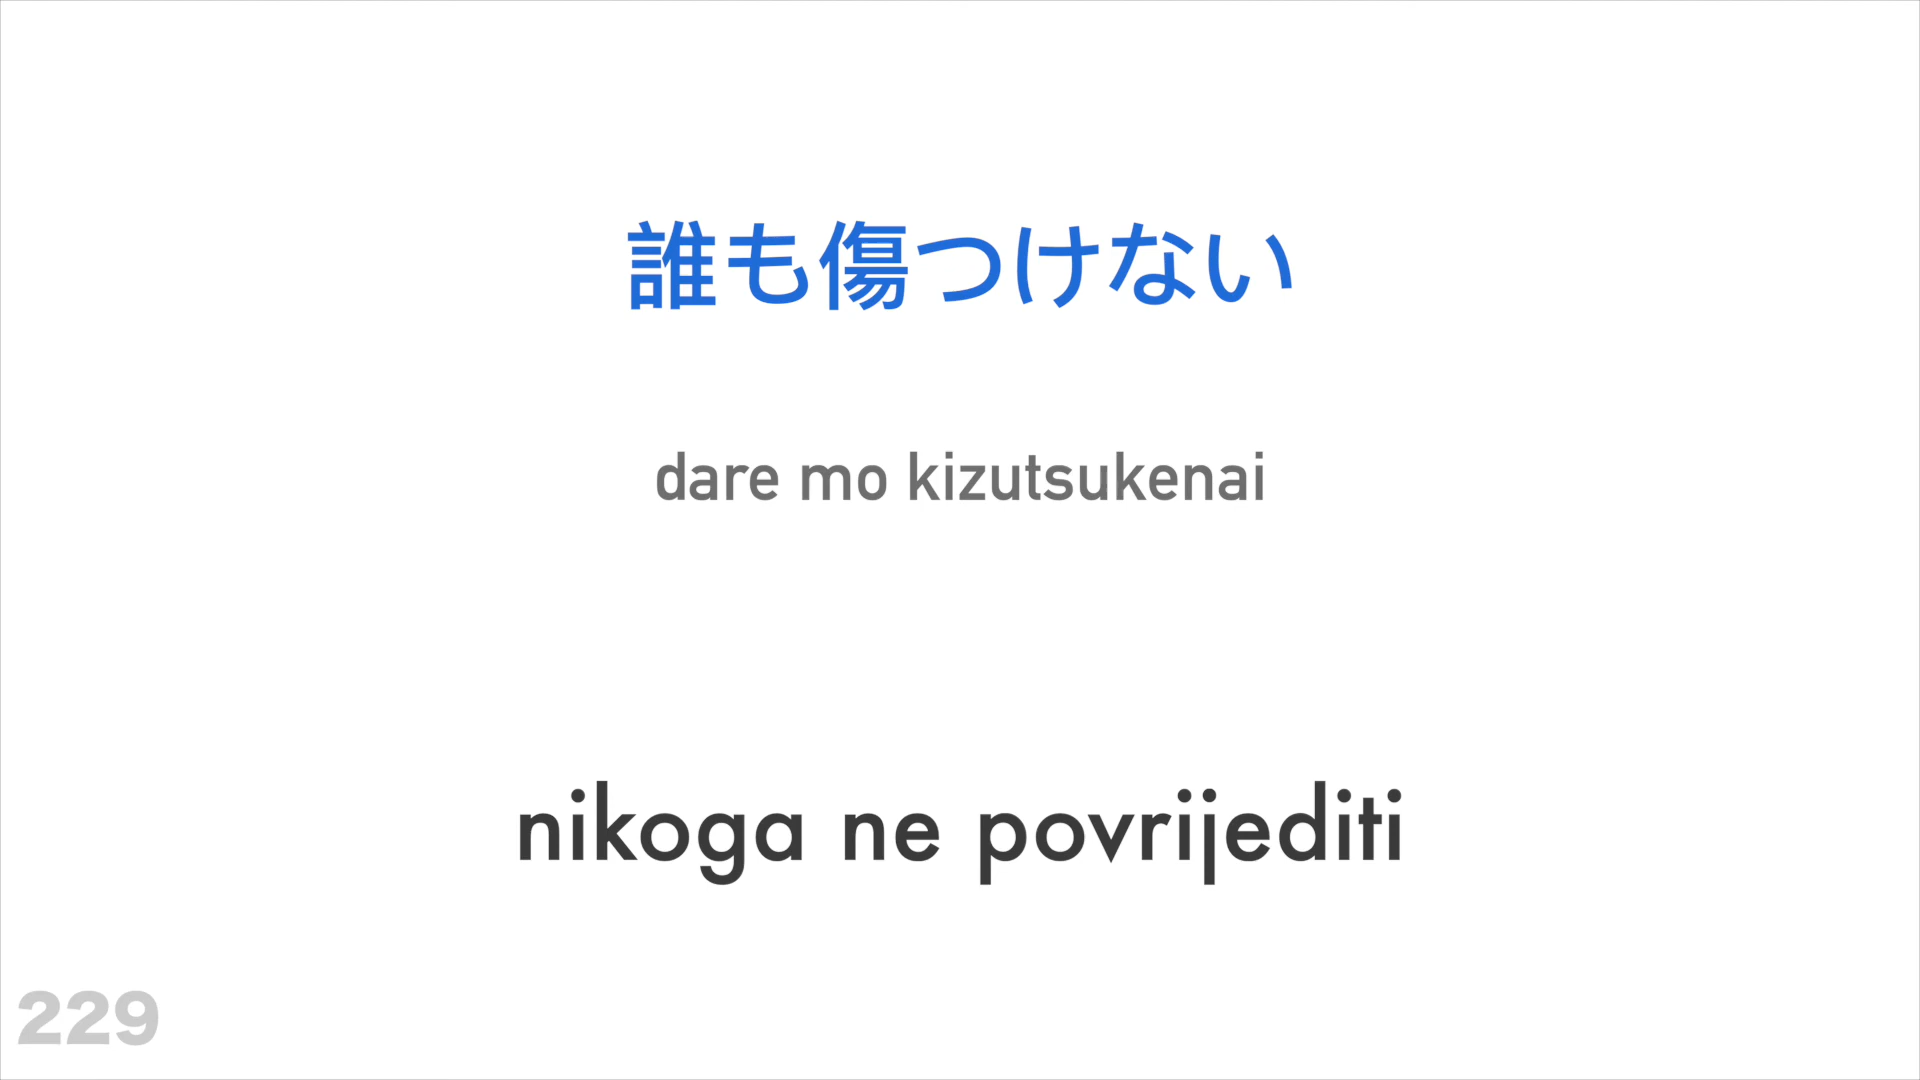 誰も傷つけない
dare mo kizutsukenai
nikoga ne povrijediti
229